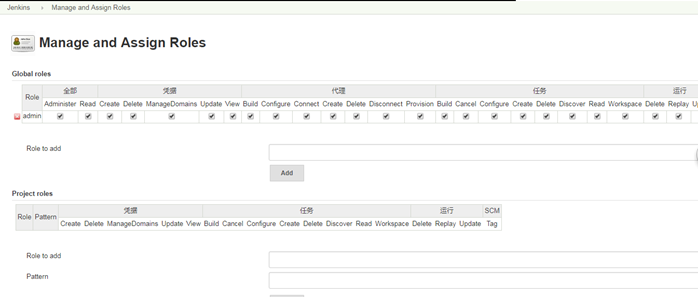 Jenkins › Manage and Assign Roles
Manage and Assign Roles
Global roles
Role 全部 凭据 代理 任务 运行
Administer Read Create Delete ManageDomains Update View Build Configure Connect Create Delete Disconnect Provision Build Cancel Configure Create Delete Discover Read Workspace Delete Replay Up
admin
Role to add
Add
Project roles
Role Pattern 凭据 任务 运行 SCM
Create Delete ManageDomains Update View Build Cancel Configure Create Delete Discover Read Workspace Delete Replay Update Tag
Role to add
Pattern